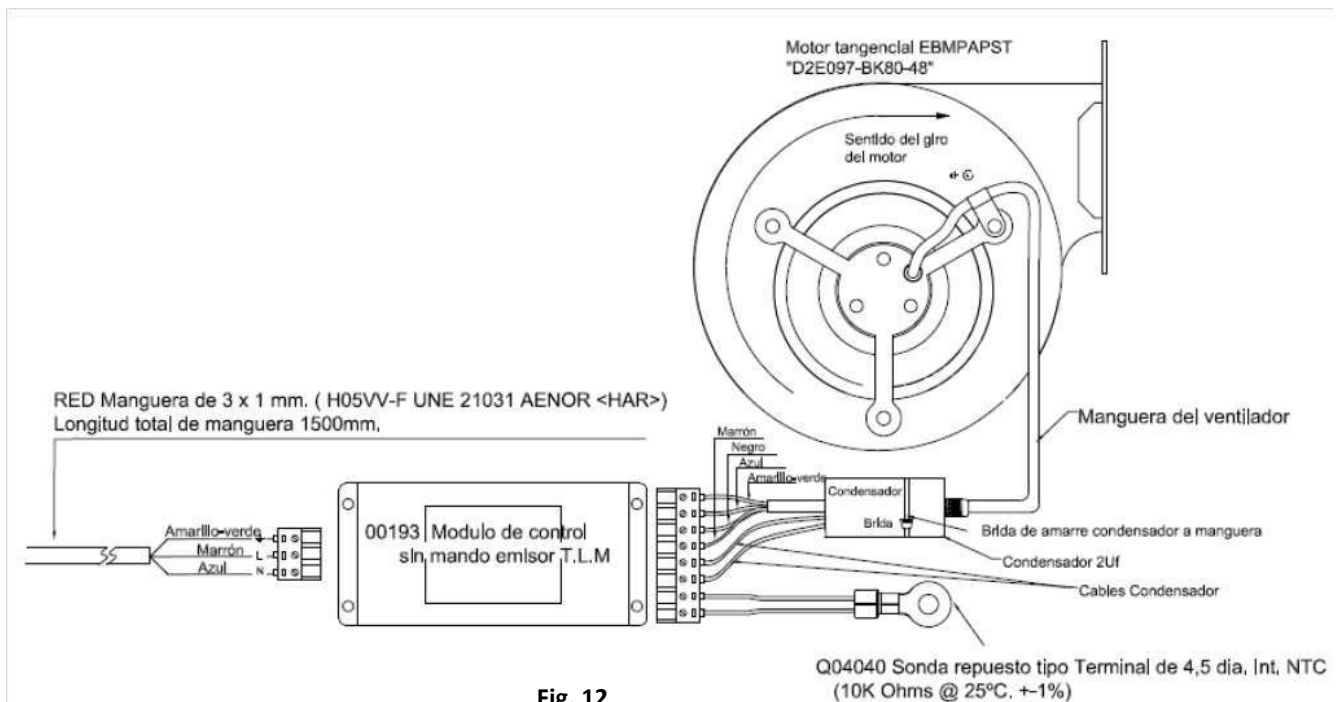 Motor tangencial EBMPAPST
"D2E097-BK80-48"
Sentido del giro
del motor
RED Manguera de 3 x 1 mm. ( H05VV-F UNE 21031 AENOR <HAR>)
Longitud total de manguera 1500mm,
Manguera del ventilador
Marrón
Negro
Azul
Amarillo-verde
Condensador
Brida
Amarillo-verde
Marrón L
Azul N
00193 Modulo de control
sin mando emisor T.L.M
Brida de amarre condensador a manguera
Condensador 2Uf
Cables Condensador
Q04040 Sonda repuesto tipo Terminal de 4,5 dia. Int. NTC
(10K Ohms @ 25ºC. +-1%)
Fig. 12